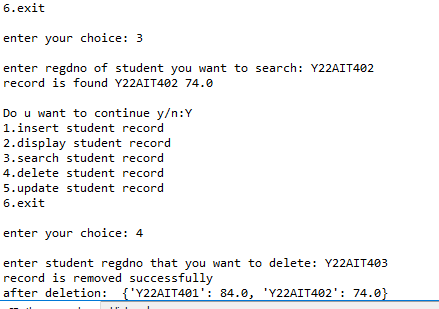 6.exit
enter your choice: 3
enter regdno of student you want to search: Y22AIT402
record is found Y22AIT402 74.0
Do u want to continue y/n:Y
1.insert student record
2.display student record
3.search student record
4.delete student record
5.update student record
6.exit
enter your choice: 4
enter student regdno that you want to delete: Y22AIT403
record is removed successfully
after deletion:  {'Y22AIT401': 84.0, 'Y22AIT402': 74.0}